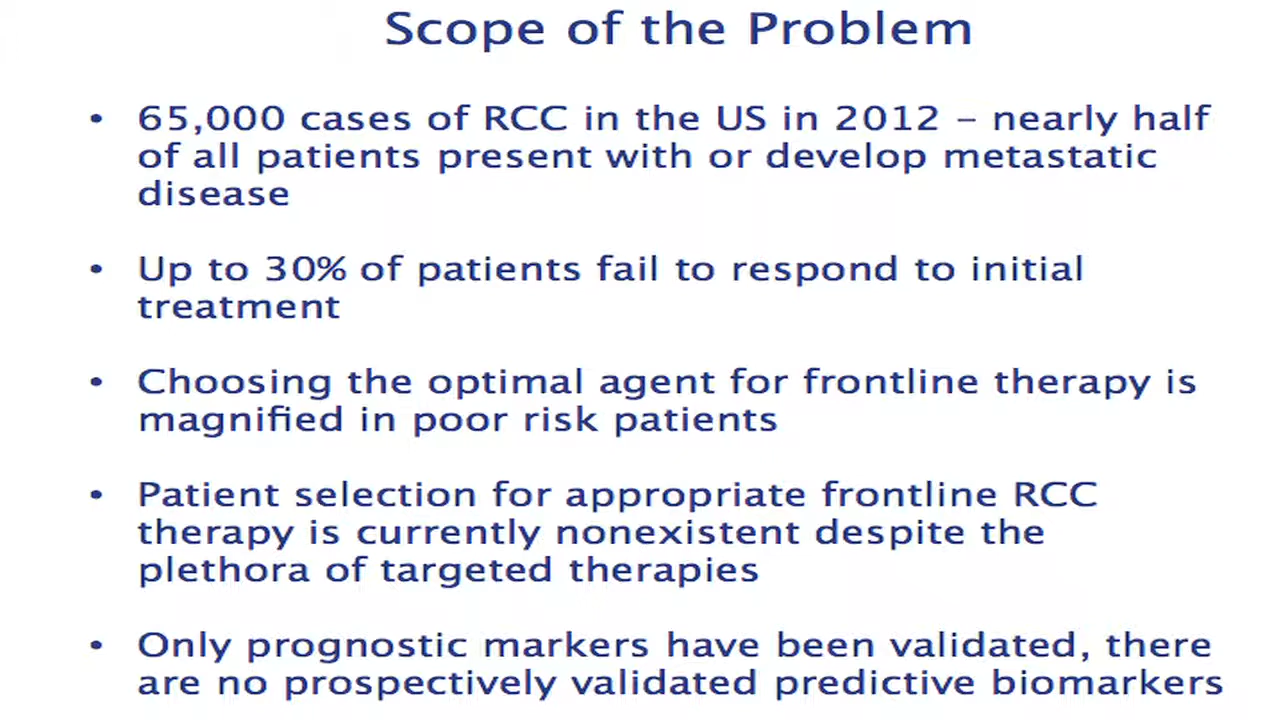 Scope of the Problem
• 65,000 cases of RCC in the US in 2012 – nearly half
of all patients present with or develop metastatic
disease
• Up to 30% of patients fail to respond to initial
treatment
• Choosing the optimal agent for frontline therapy is
magnified in poor risk patients
• Patient selection for appropriate frontline RCC
therapy is currently nonexistent despite the
plethora of targeted therapies
• Only prognostic markers have been validated, there
are no prospectively validated predictive biomarkers